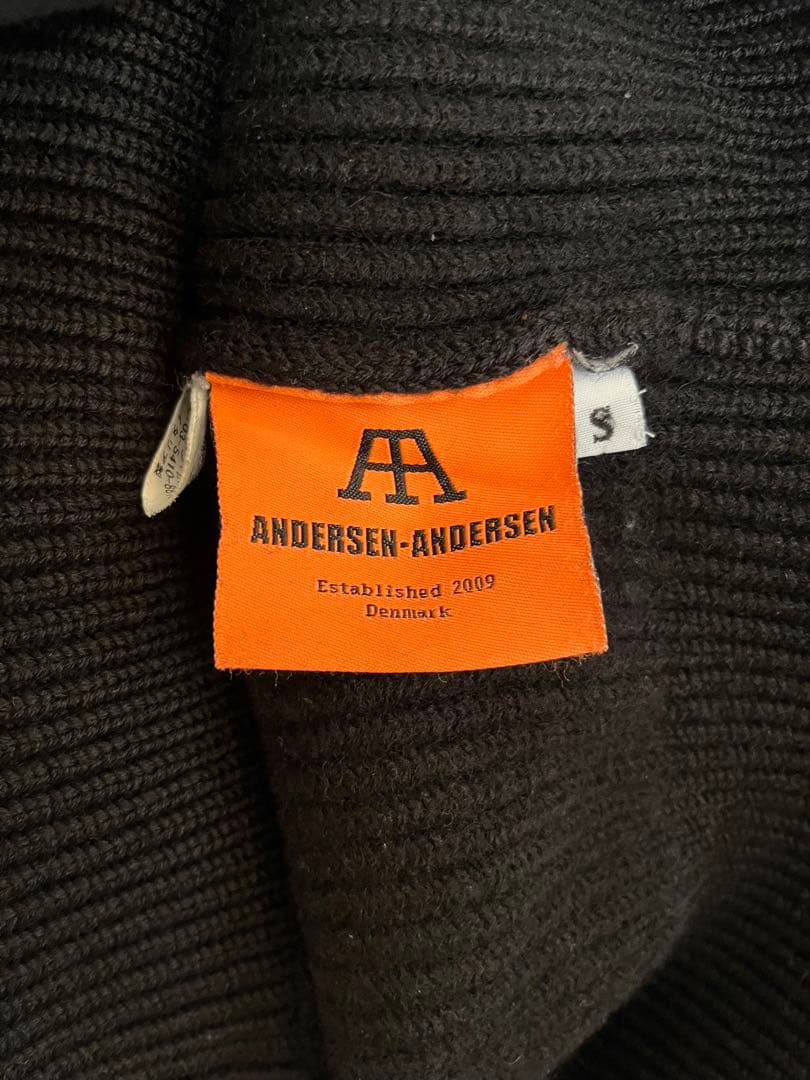 AA
ANDERSEN-ANDERSEN
Established 2009
Denmark
S